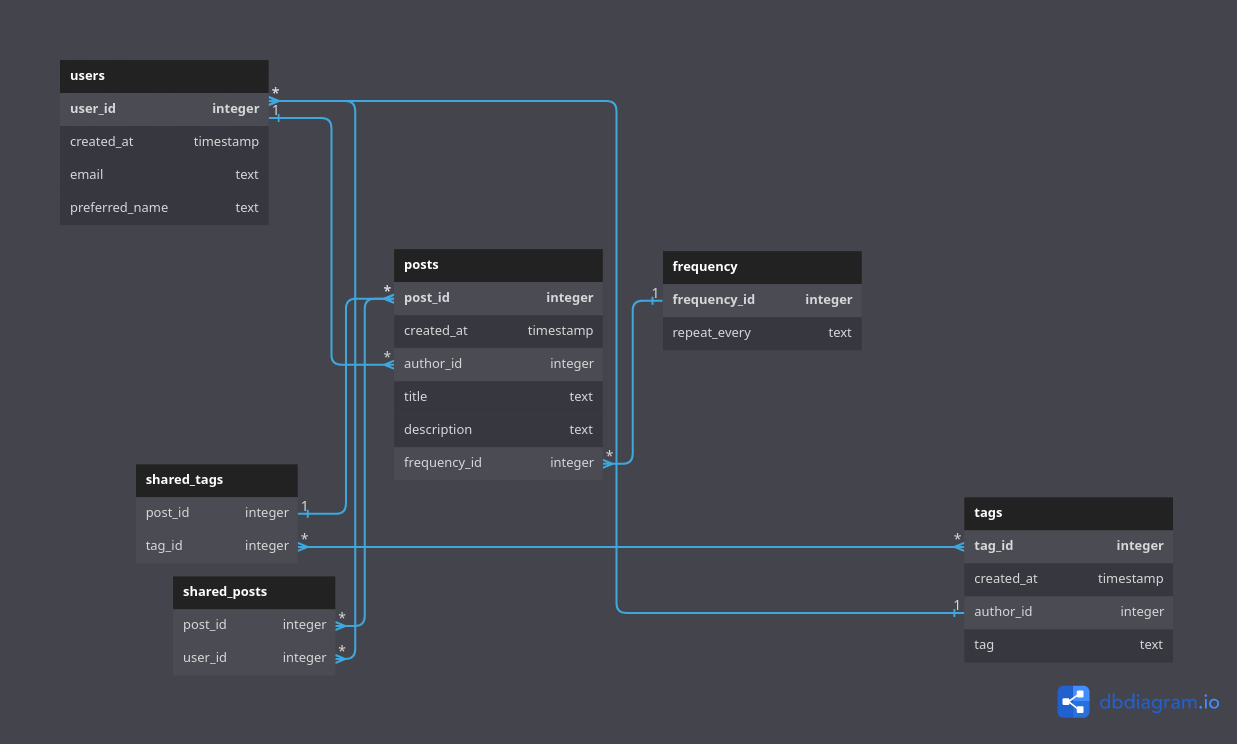 users
user_id integer
created_at timestamp
email text
preferred_name text
*
1
posts
post_id integer
created_at timestamp
author_id integer
title text
description text
frequency_id integer
*
*
*
frequency
frequency_id integer
repeat_every text
1
shared_tags
post_id integer
tag_id integer
1
*
shared_posts
post_id integer
user_id integer
*
*
tags
tag_id integer
created_at timestamp
author_id integer
tag text
*
1
dbdiagram.io